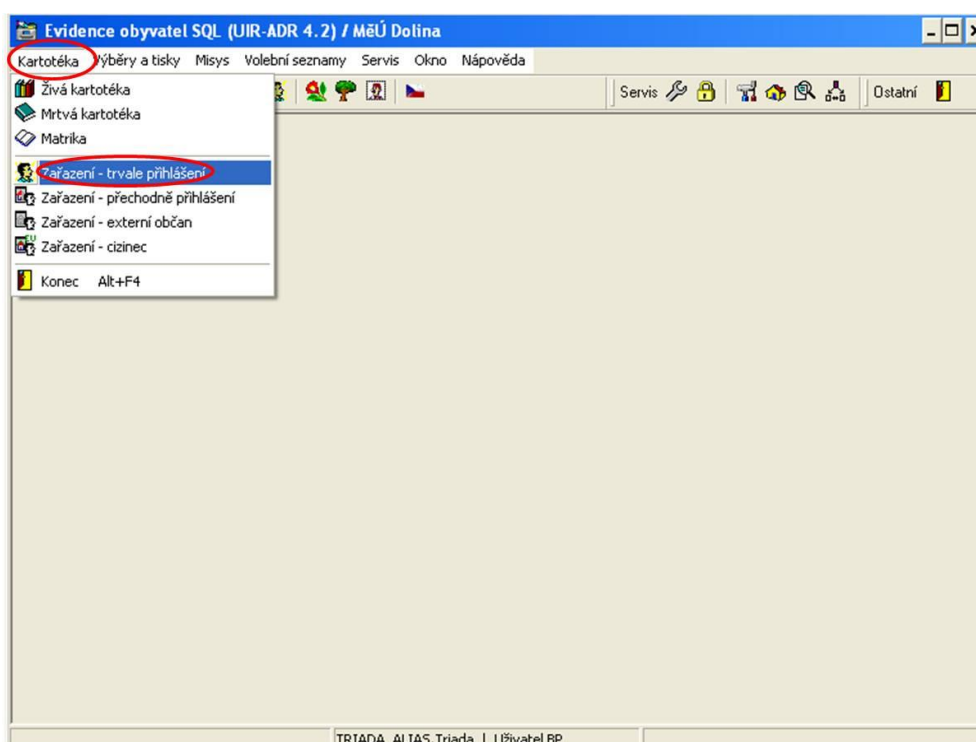 Evidence obyvatel SQL (UIR-ADR 4.2) / MěÚ Dolina
Kartotéka Výběry a tisky Misys Volební seznamy Servis Okno Nápověda
Servis Ostatní
Živá kartotéka
Mrtvá kartotéka
Matrika
Zařazení - trvale přihlášení
Zařazení - přechodně přihlášení
Zařazení - externí občan
Zařazení - cizinec
Konec Alt+F4
TRIADA, ALIAS Triada | Uživatel BP